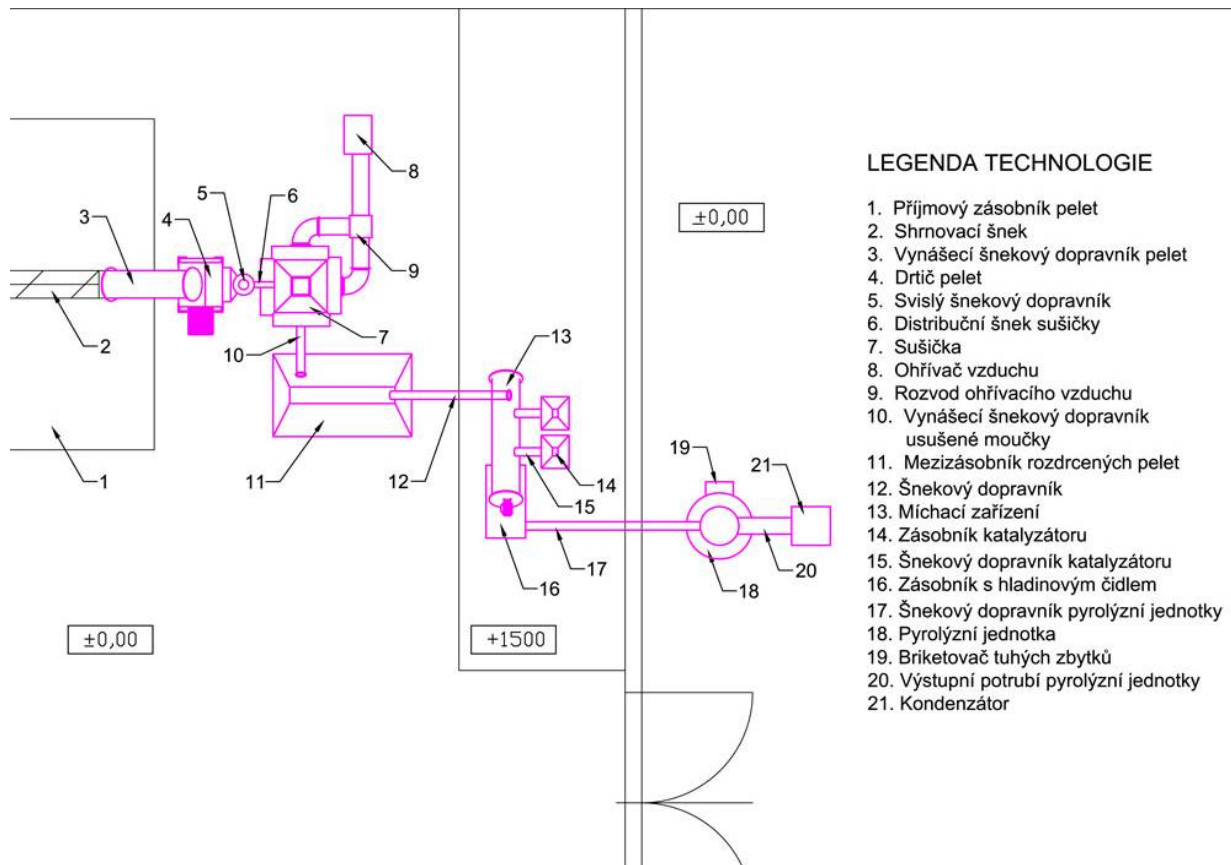 8
5
6
3
4
9
2
10
7
13
1
11
12
15
14
19
21
16
17
18
20
±0,00
±0,00
+1500
LEGENDA TECHNOLOGIE
1. Příjmový zásobník pelet
2. Shrnovací šnek
3. Vynášecí šnekový dopravník pelet
4. Drtič pelet
5. Svislý šnekový dopravník
6. Distribuční šnek sušičky
7. Sušička
8. Ohřívač vzduchu
9. Rozvod ohřívacího vzduchu
10. Vynášecí šnekový dopravník
usušené moučky
11. Mezizásobník rozdrcených pelet
12. Šnekový dopravník
13. Míchací zařízení
14. Zásobník katalyzátoru
15. Šnekový dopravník katalyzátoru
16. Zásobník s hladinovým čidlem
17. Šnekový dopravník pyrolýzní jednotky
18. Pyrolýzní jednotka
19. Briketovač tuhých zbytků
20. Výstupní potrubí pyrolýzní jednotky
21. Kondenzátor